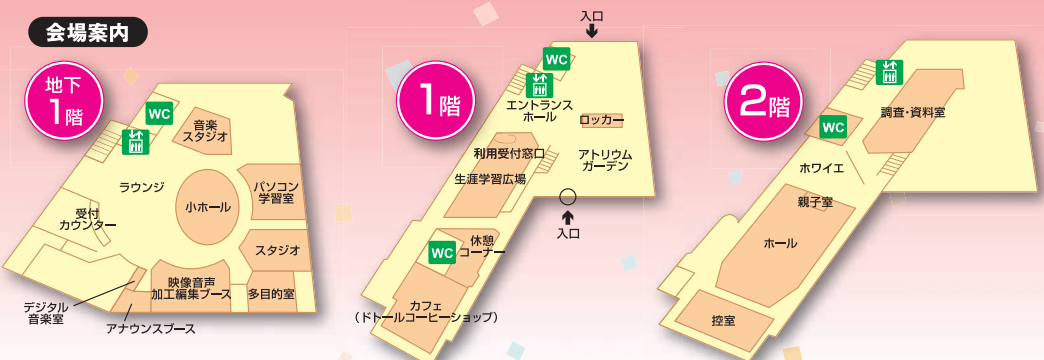 会場案内
地下
1階
WC
音楽
スタジオ
ラウンジ
小ホール
パソコン
学習室
受付
カウンター
スタジオ
映像音声
加工編集ブース
多目的室
デジタル
音楽室
アナウンスブース
1階
入口
WC
エントランス
ホール
ロッカー
利用受付窓口
アトリウム
ガーデン
生涯学習広場
入口
WC
休憩
コーナー
カフェ
（ドトールコーヒーショップ）
2階
調査・資料室
WC
ホワイエ
親子室
ホール
控室